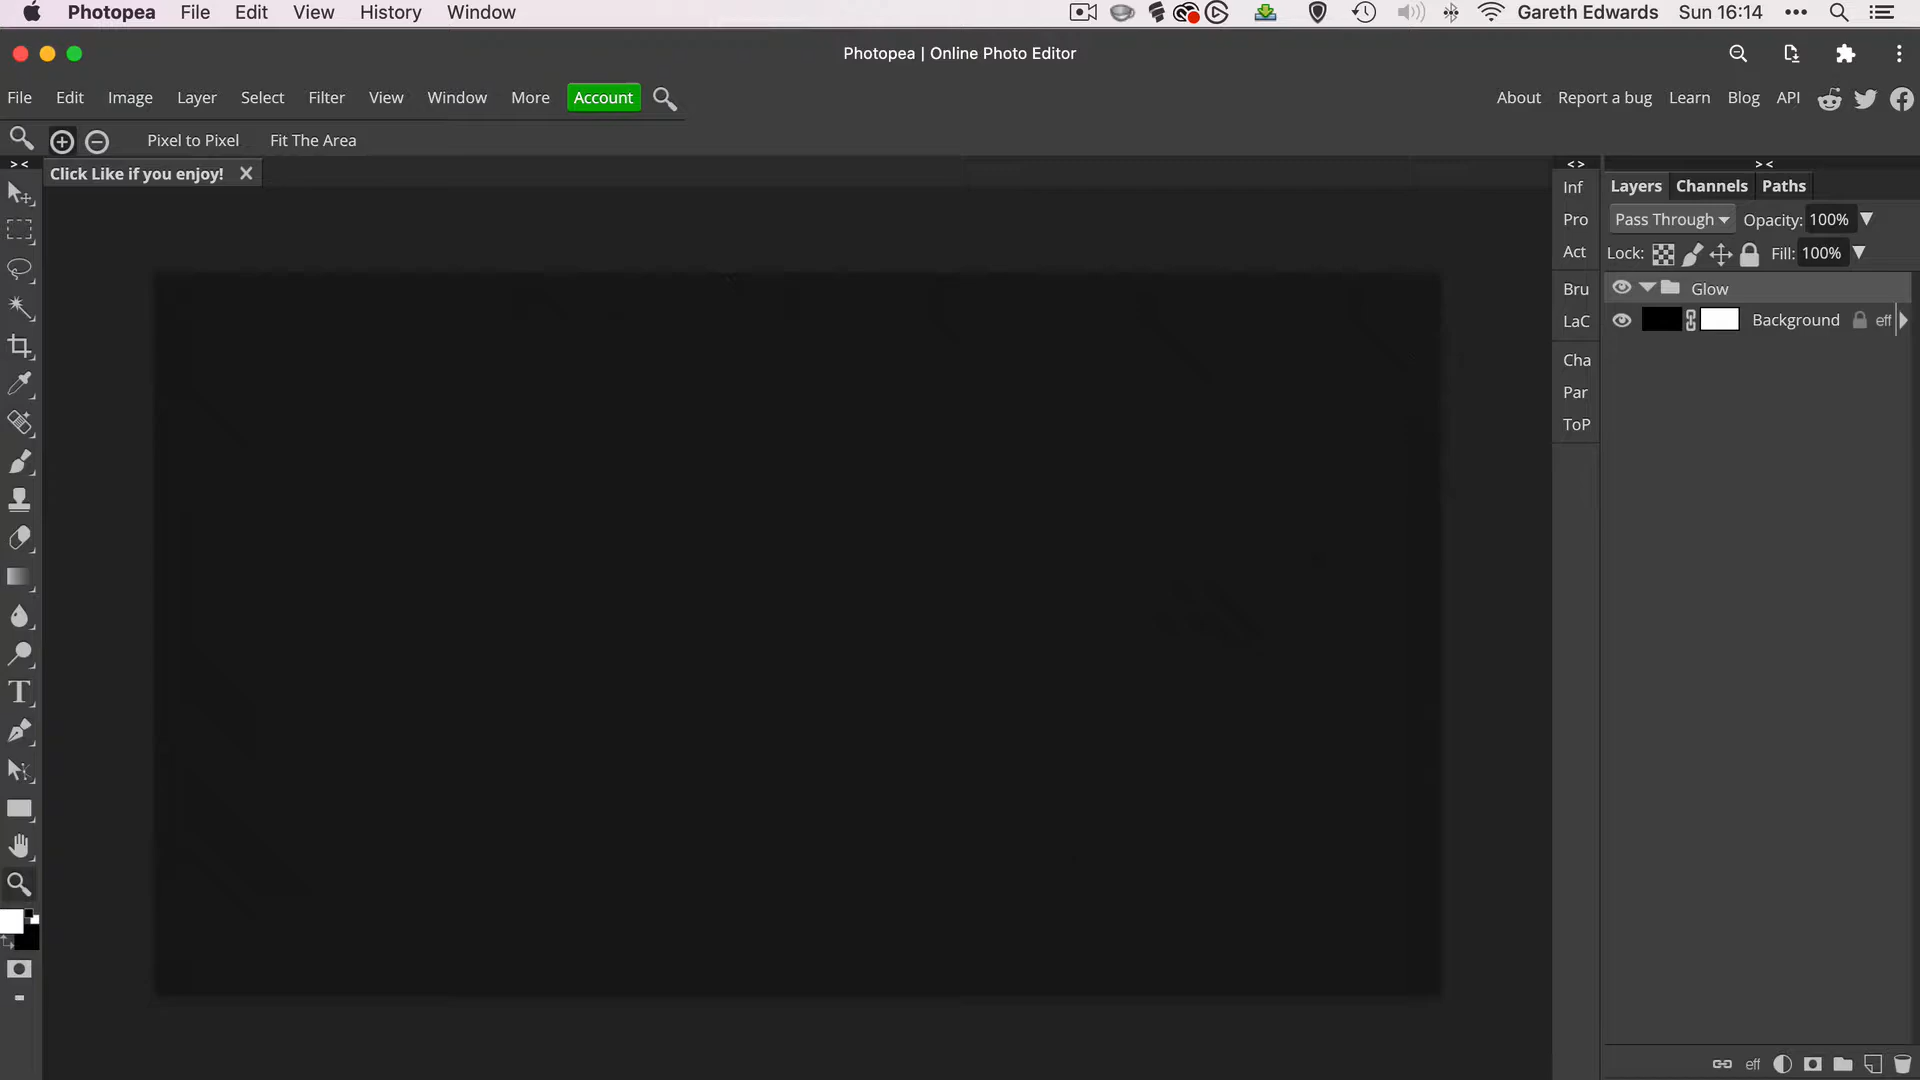 Photopea File Edit View History Window Gareth Edwards Sun 16:14
Photopea | Online Photo Editor
File Edit Image Layer Select Filter View Window More Account About Report a bug Learn Blog API
Pixel to Pixel Fit The Area
> < < > > <
Click Like if you enjoy! X
Inf
Pro
Act
Bru
LaC
Cha
Par
ToP
Layers Channels Paths
Pass Through Opacity: 100%
Lock: Fill: 100%
Glow
Background eff
T
eff